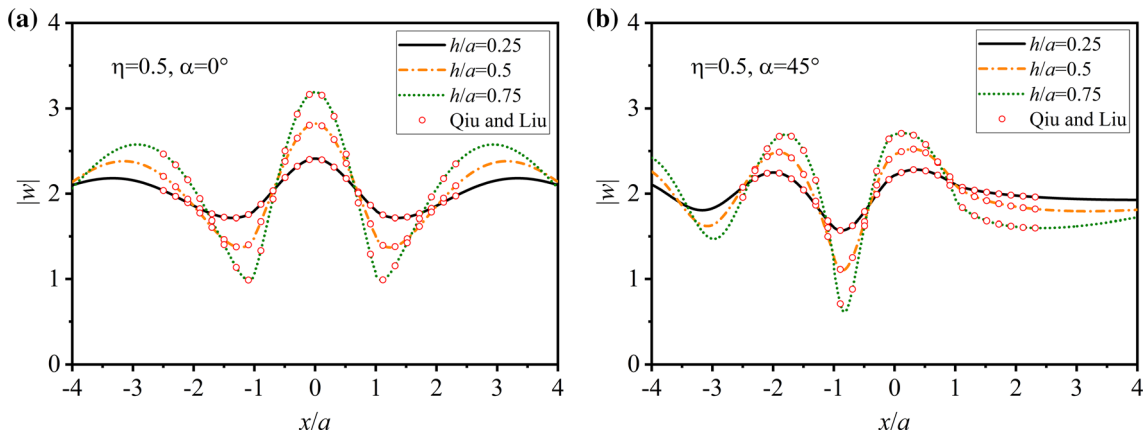 (a)
4
3
2
1
0
|w|
η=0.5, α=0°
h/a=0.25
h/a=0.5
h/a=0.75
Qiu and Liu
-4 -3 -2 -1 0 1 2 3 4
x/a
(b)
4
3
2
1
0
|w|
η=0.5, α=45°
h/a=0.25
h/a=0.5
h/a=0.75
Qiu and Liu
-4 -3 -2 -1 0 1 2 3 4
x/a